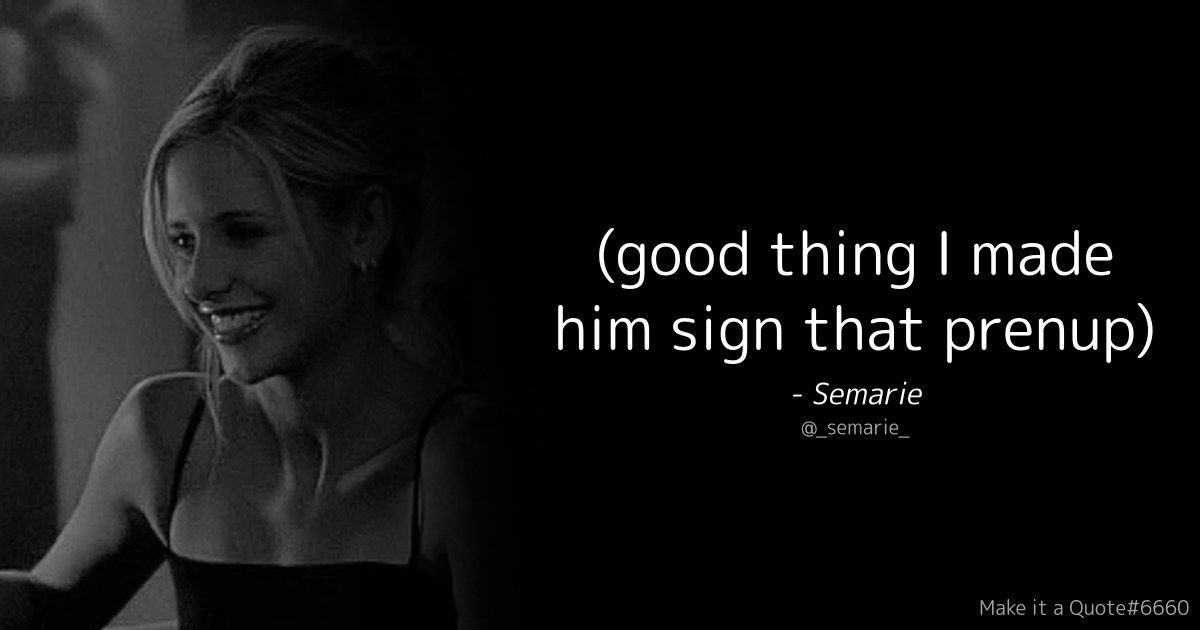 (good thing I made
him sign that prenup)
- Semarie
@_semarie_
Make it a Quote#6660